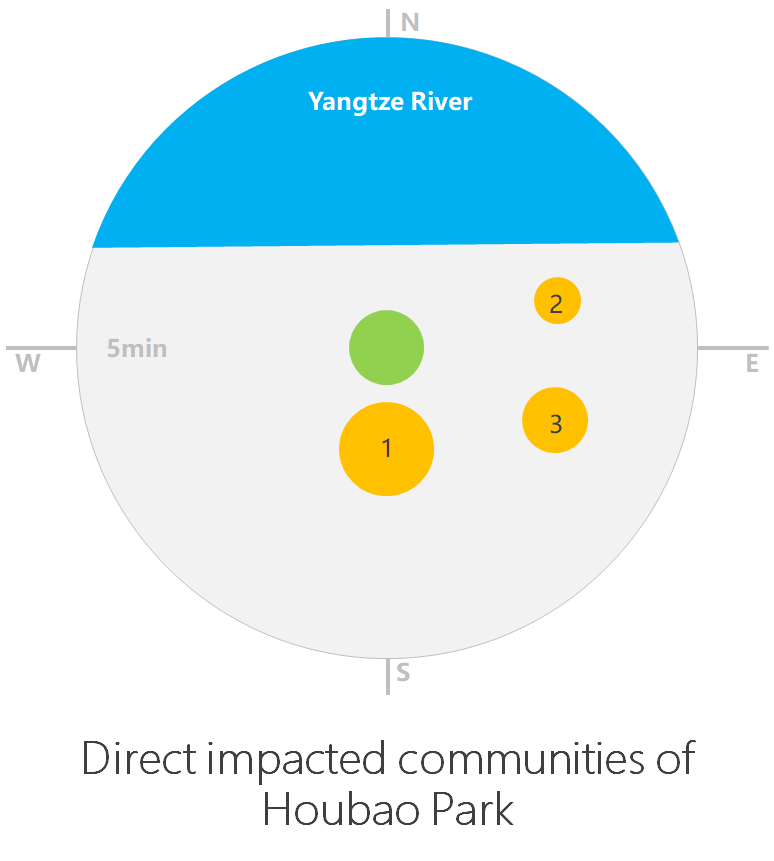 N
Yangtze River
2
5min
W
E
3
1
S
Direct impacted communities of
Houbao Park